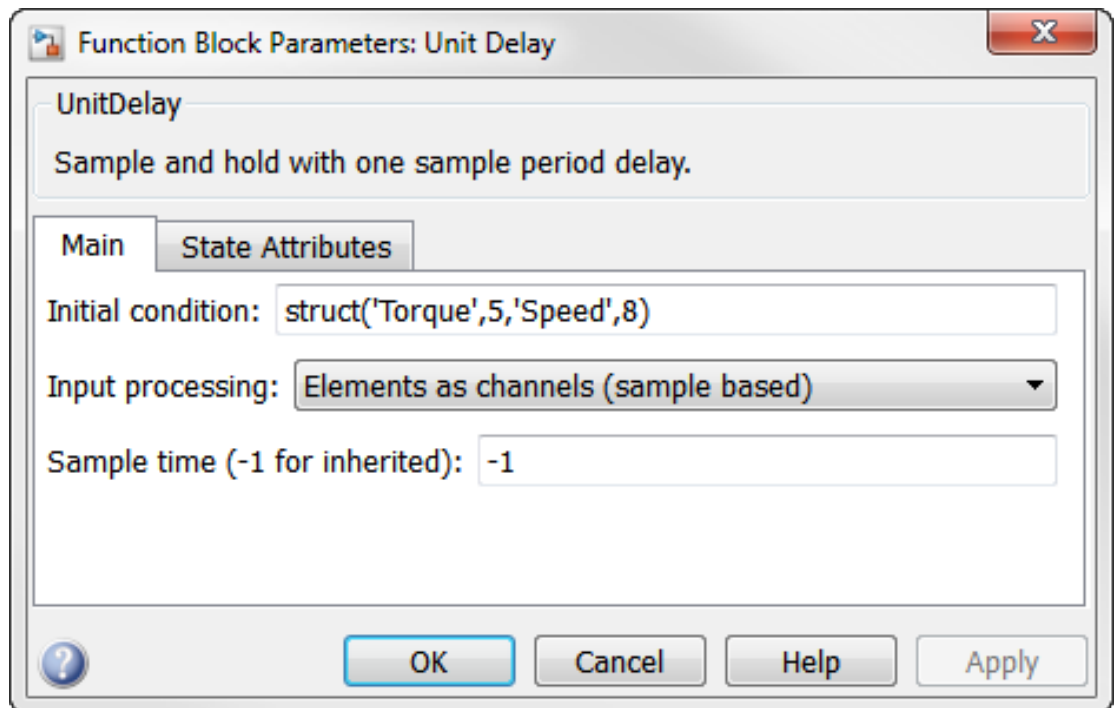 Function Block Parameters: Unit Delay
UnitDelay
Sample and hold with one sample period delay.
Main State Attributes
Initial condition: struct('Torque',5,'Speed',8)
Input processing: Elements as channels (sample based)
Sample time (-1 for inherited): -1
OK Cancel Help Apply